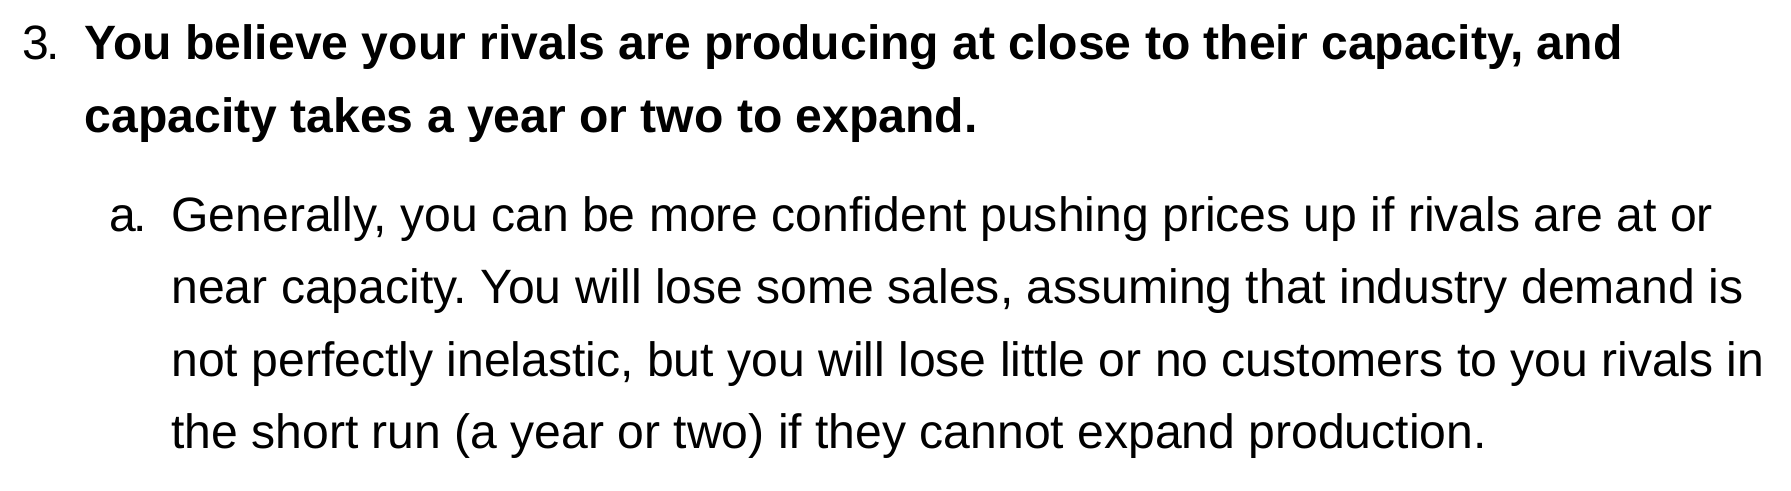 3. You believe your rivals are producing at close to their capacity, and
capacity takes a year or two to expand.
a. Generally, you can be more confident pushing prices up if rivals are at or
near capacity. You will lose some sales, assuming that industry demand is
not perfectly inelastic, but you will lose little or no customers to you rivals in
the short run (a year or two) if they cannot expand production.